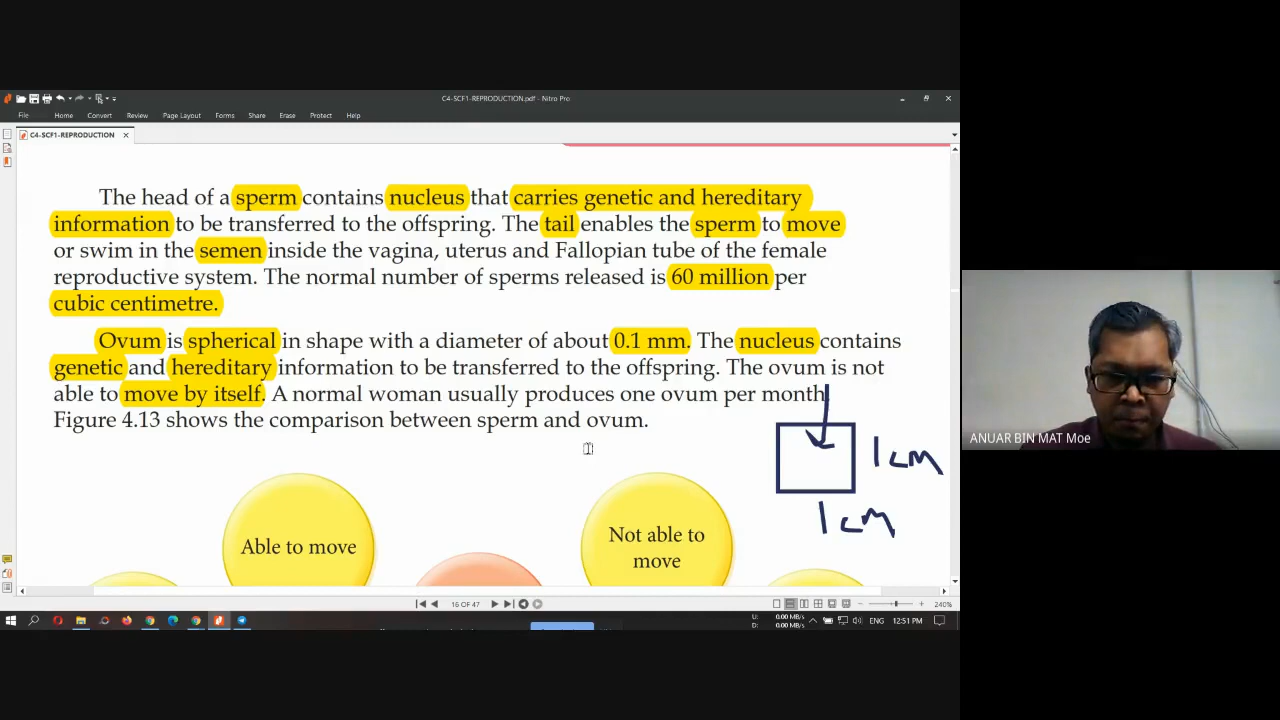 C4-SCF1-REPRODUCTION.pdf - Nitro Pro
File Home Convert Review Page Layout Forms Share Erase Protect Help
C4-SCF1-REPRODUCTION
The head of a sperm contains nucleus that carries genetic and hereditary
information to be transferred to the offspring. The tail enables the sperm to move
or swim in the semen inside the vagina, uterus and Fallopian tube of the female
reproductive system. The normal number of sperms released is 60 million per
cubic centimetre.
Ovum is spherical in shape with a diameter of about 0.1 mm. The nucleus contains
genetic and hereditary information to be transferred to the offspring. The ovum is not
able to move by itself. A normal woman usually produces one ovum per month.
Figure 4.13 shows the comparison between sperm and ovum.
1cm
1cm
Able to move
Not able to
move
ANUAR BIN MAT Moe
16 OF 47
240%
U: 0.00 MB/s
D: 0.00 MB/s
ENG
12:51 PM